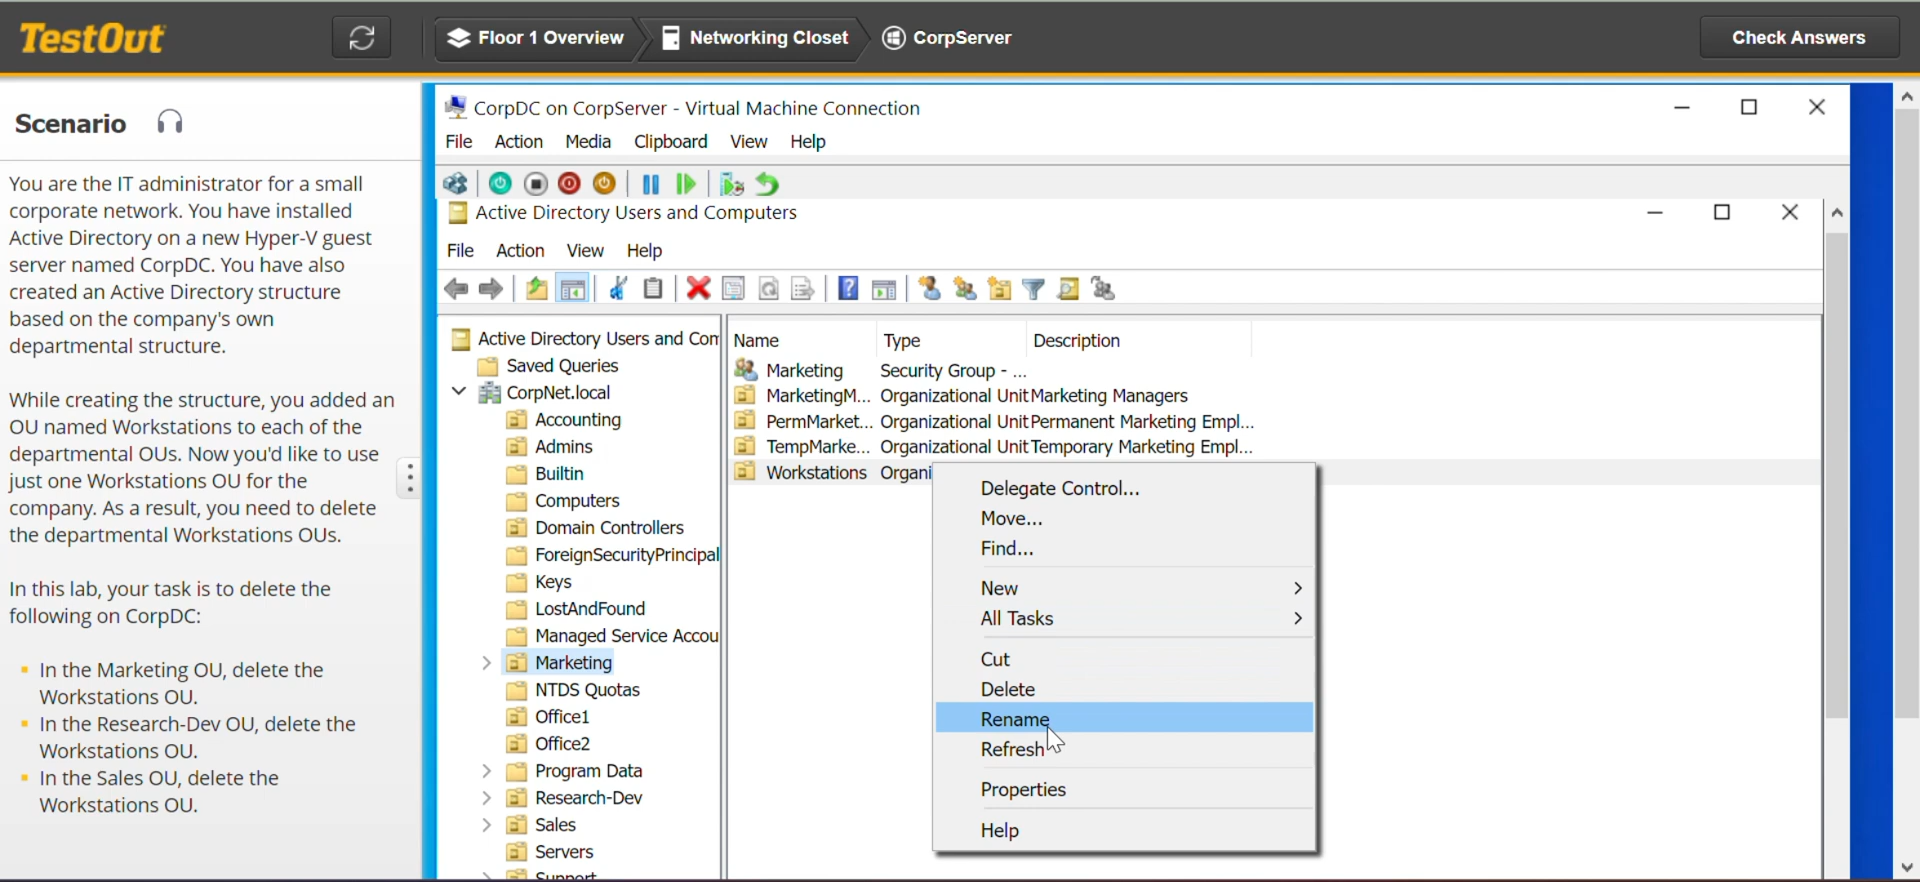 TestOut
Floor 1 Overview
Networking Closet
CorpServer
Check Answers
Scenario
You are the IT administrator for a small
corporate network. You have installed
Active Directory on a new Hyper-V guest
server named CorpDC. You have also
created an Active Directory structure
based on the company's own
departmental structure.
While creating the structure, you added an
OU named Workstations to each of the
departmental OUs. Now you'd like to use
just one Workstations OU for the
company. As a result, you need to delete
the departmental Workstations OUs.
In this lab, your task is to delete the
following on CorpDC:
In the Marketing OU, delete the
Workstations OU.
In the Research-Dev OU, delete the
Workstations OU.
In the Sales OU, delete the
Workstations OU.
CorpDC on CorpServer - Virtual Machine Connection
File Action Media Clipboard View Help
Active Directory Users and Computers
File Action View Help
Active Directory Users and Com
Saved Queries
CorpNet.local
Accounting
Admins
Builtin
Computers
Domain Controllers
ForeignSecurityPrincipal
Keys
LostAndFound
Managed Service Accou
Marketing
NTDS Quotas
Office1
Office2
Program Data
Research-Dev
Sales
Servers
Support
Name Type Description
Marketing Security Group - ...
MarketingM... Organizational Unit Marketing Managers
PermMarket... Organizational Unit Permanent Marketing Empl...
TempMarke... Organizational Unit Temporary Marketing Empl...
Workstations Organi
Delegate Control...
Move...
Find...
New
All Tasks
Cut
Delete
Rename
Refresh
Properties
Help